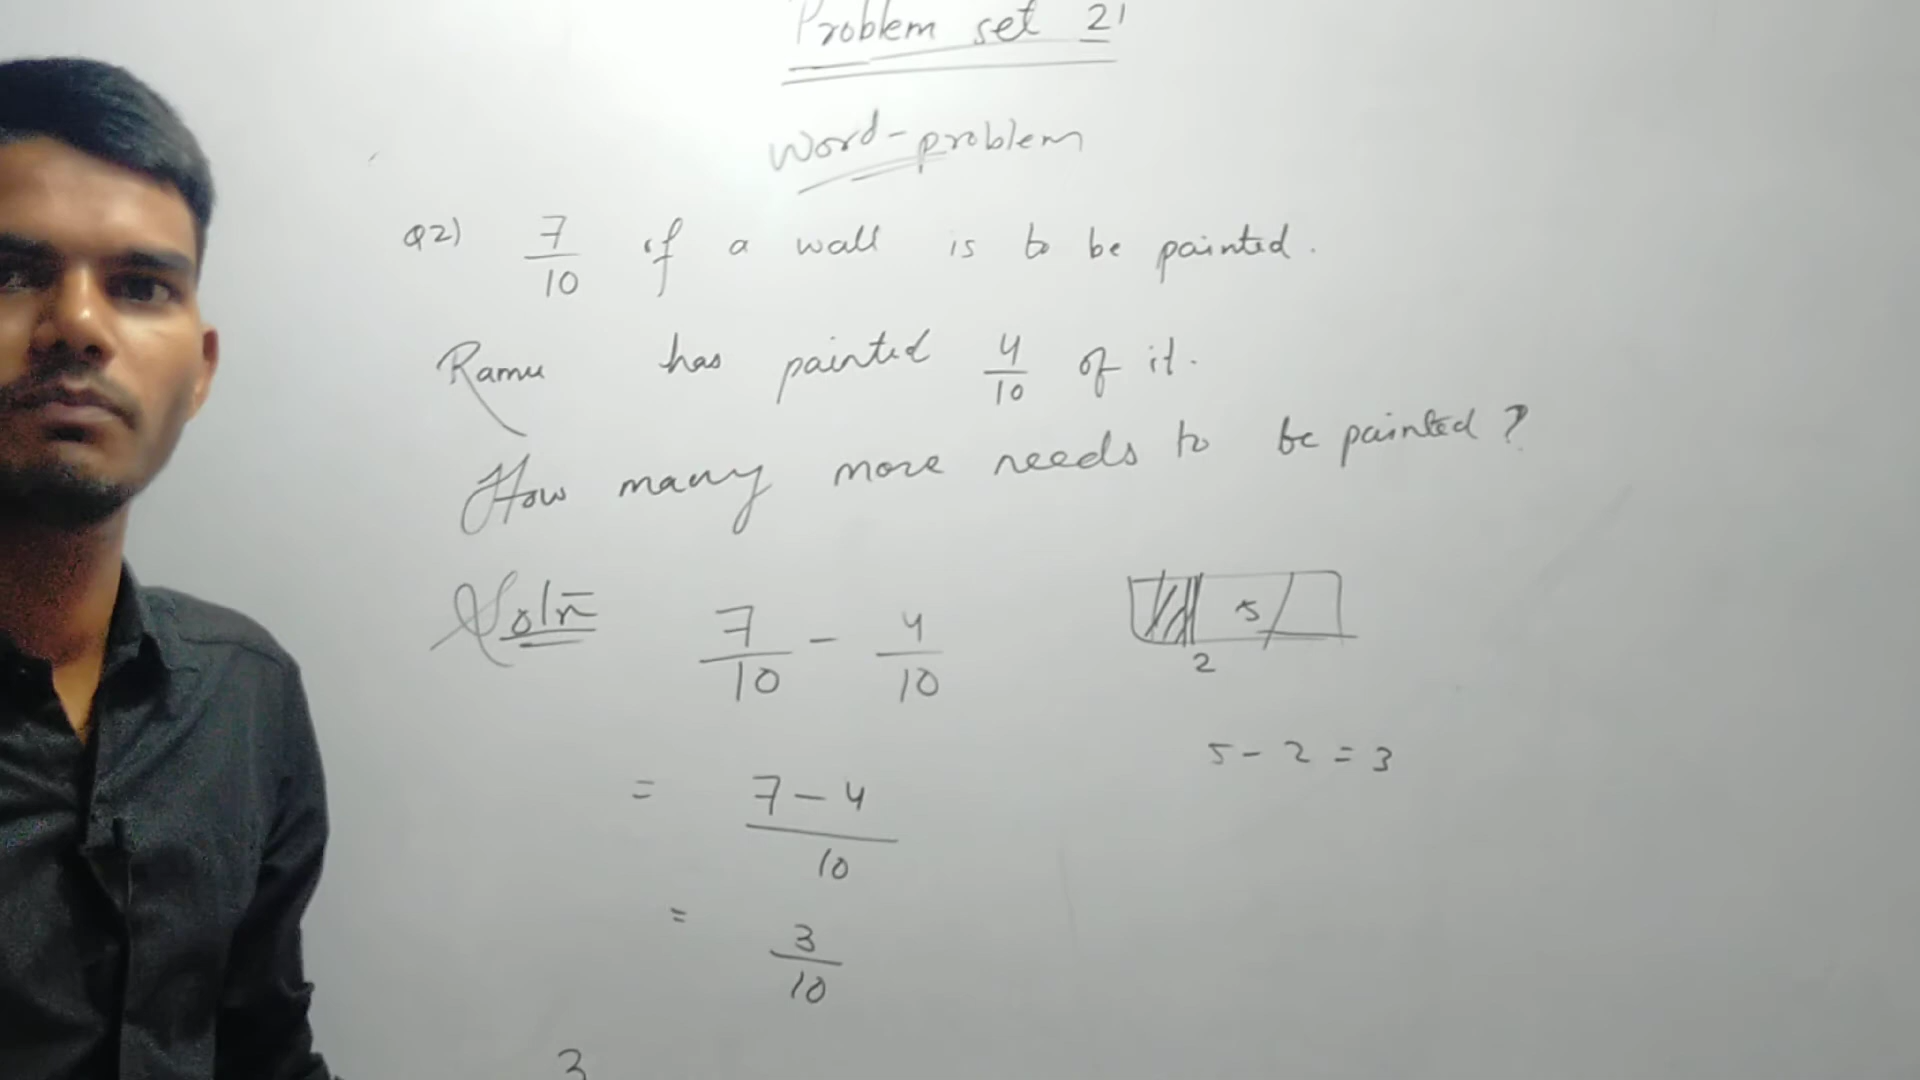 Problem set 21
Word-problem
Q2) 7/10 of a wall is to be painted.
Ramu has painted 4/10 of it.
How many more needs to be painted?
Soln 7/10 - 4/10
5
2
= 7-4/10
5-2=3
= 3/10
3